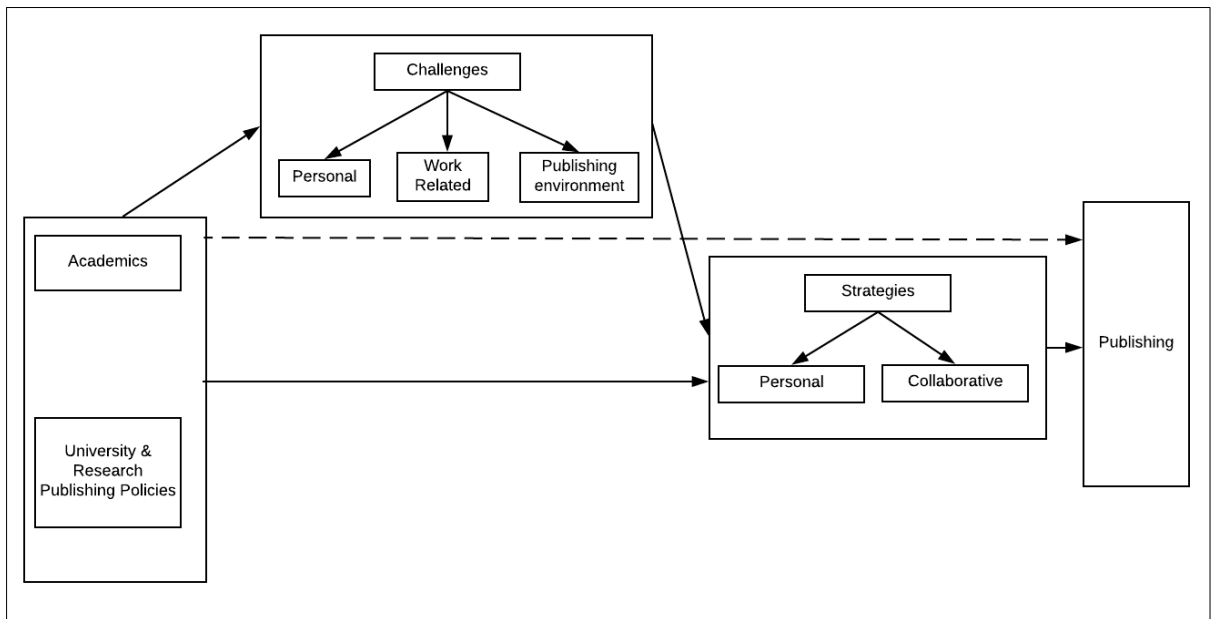 Challenges
Personal
Work
Related
Publishing
environment
Academics
University &
Research
Publishing Policies
Strategies
Personal
Collaborative
Publishing